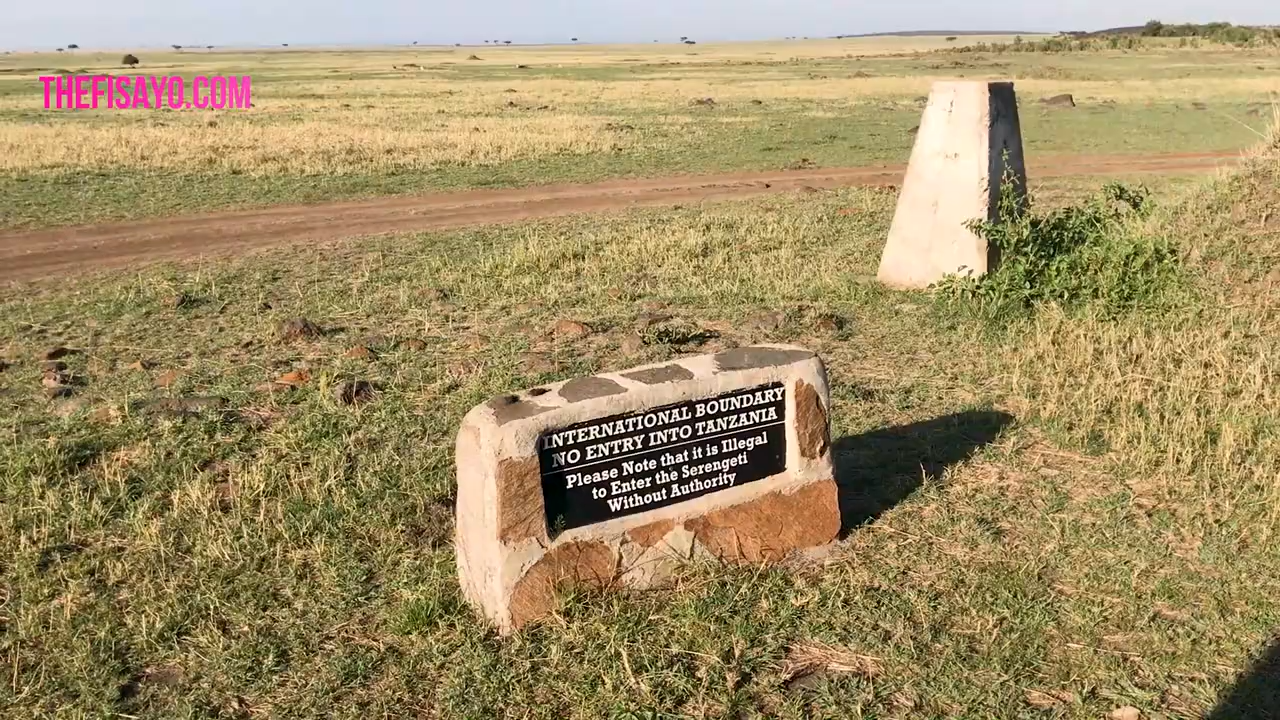 THEFISAYO.COM
INTERNATIONAL BOUNDARY
NO ENTRY INTO TANZANIA
Please Note that it is Illegal
to Enter the Serengeti
Without Authority